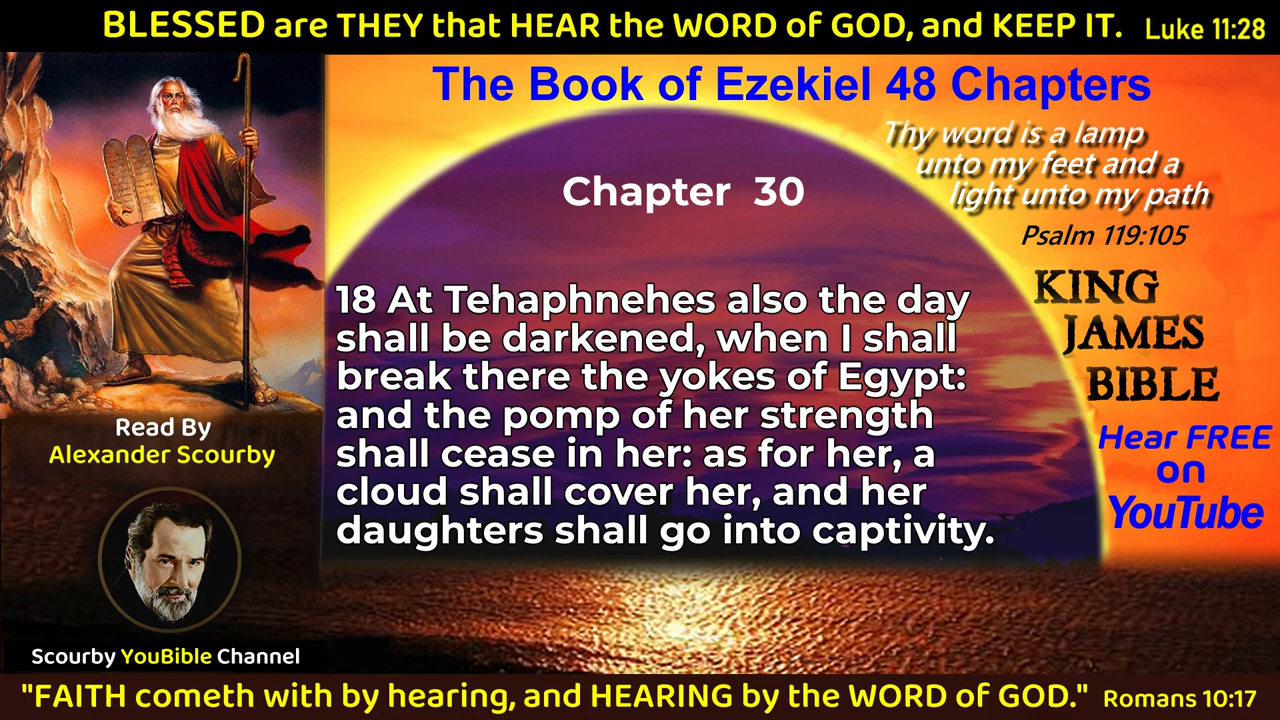 BLESSED are THEY that HEAR the WORD of GOD, and KEEP IT. Luke 11:28
The Book of Ezekiel 48 Chapters
Thy word is a lamp
unto my feet and a
light unto my path
Psalm 119:105
Chapter 30
KING
JAMES
BIBLE
18 At Tehaphnehes also the day
shall be darkened, when I shall
break there the yokes of Egypt:
and the pomp of her strength
shall cease in her: as for her, a
cloud shall cover her, and her
daughters shall go into captivity.
Hear FREE
on
YouTube
Read By
Alexander Scourby
Scourby YouBible Channel
"FAITH cometh with by hearing, and HEARING by the WORD of GOD." Romans 10:17